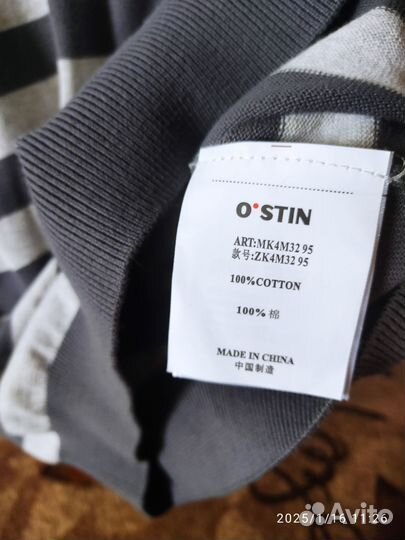 O'STIN
ART:MK4M32 95
款号:ZK4M32 95
100%COTTON
100% 棉
MADE IN CHINA
中国制造
2025/1/16 11:26
Avito